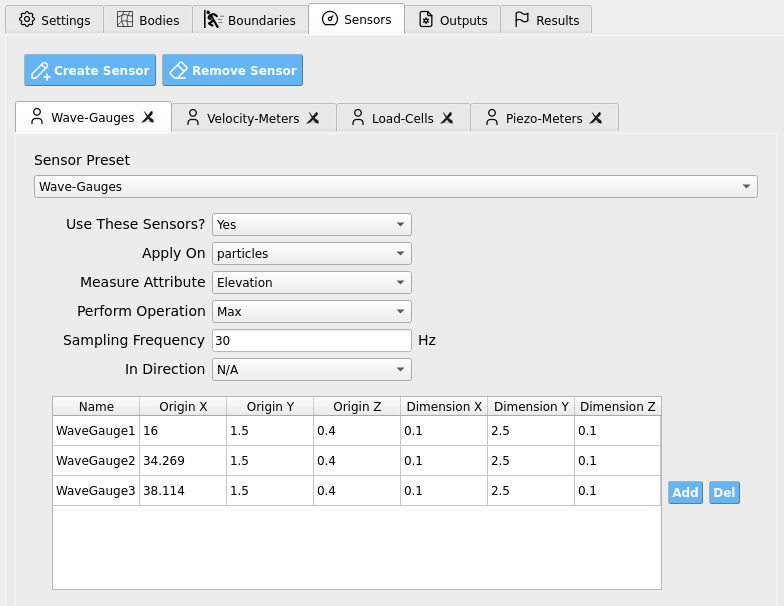 Settings Bodies Boundaries Sensors Outputs Results
Create Sensor Remove Sensor
Wave-Gauges Velocity-Meters Load-Cells Piezo-Meters
Sensor Preset
Wave-Gauges
Use These Sensors? Yes
Apply On particles
Measure Attribute Elevation
Perform Operation Max
Sampling Frequency 30 Hz
In Direction N/A
Name Origin X Origin Y Origin Z Dimension X Dimension Y Dimension Z
WaveGauge1 16 1.5 0.4 0.1 2.5 0.1
WaveGauge2 34.269 1.5 0.4 0.1 2.5 0.1
WaveGauge3 38.114 1.5 0.4 0.1 2.5 0.1
Add Del